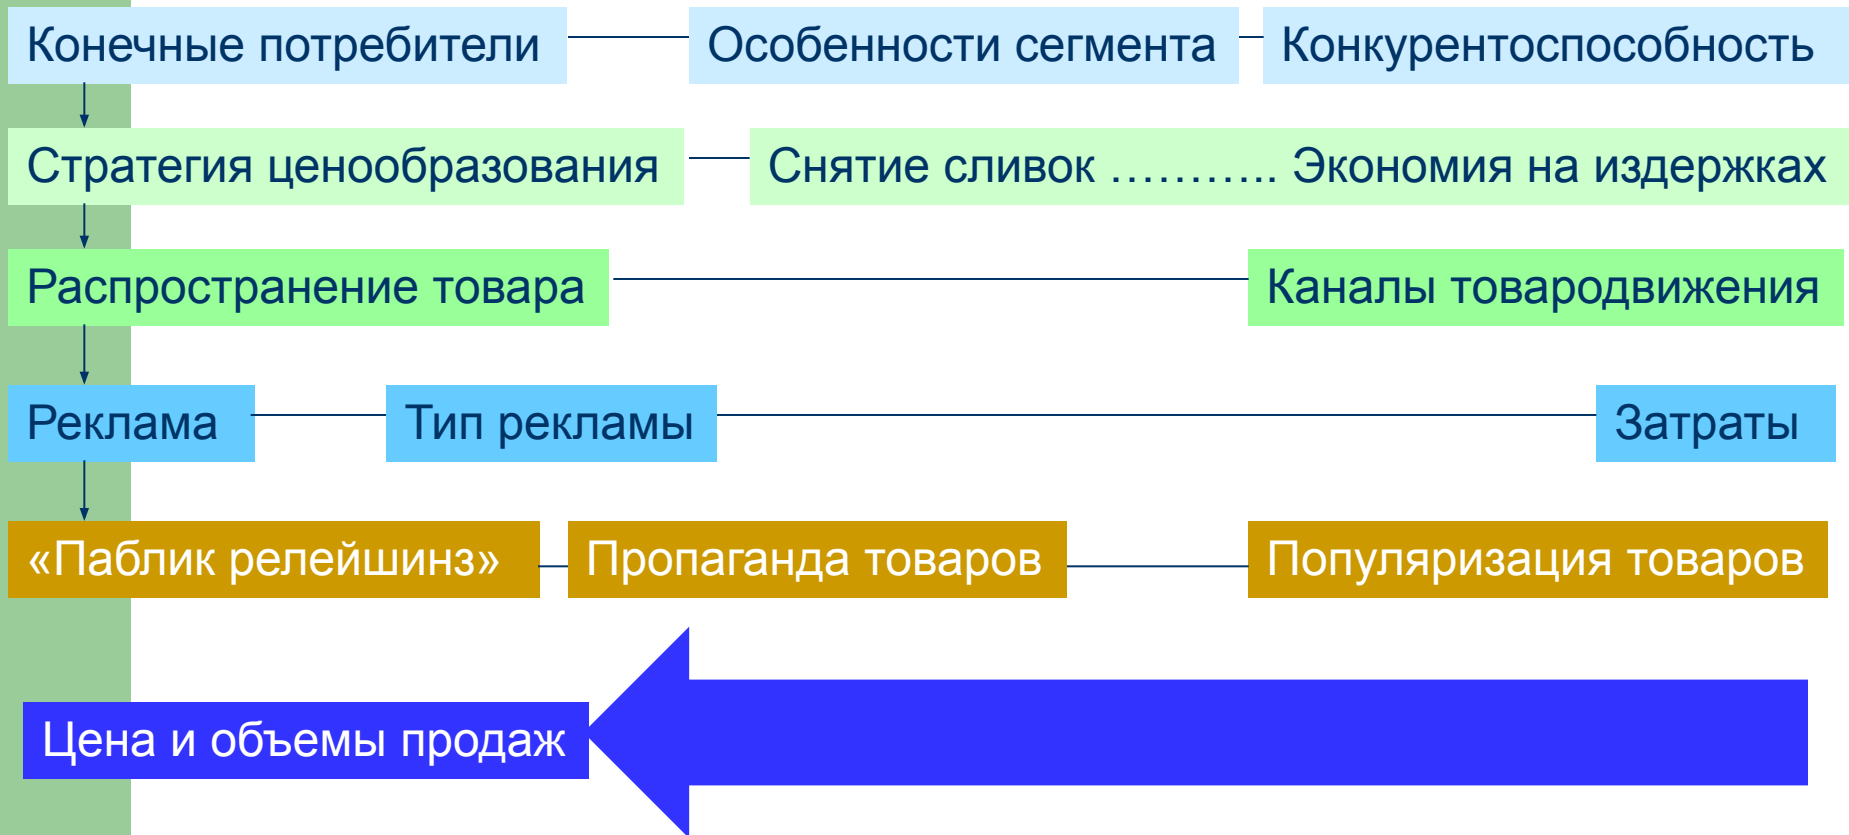 Конечные потребители Особенности сегмента Конкурентоспособность
Стратегия ценообразования Снятие сливок ……….. Экономия на издержках
Распространение товара Каналы товародвижения
Реклама Тип рекламы Затраты
«Паблик релейшинз» Пропаганда товаров Популяризация товаров
Цена и объемы продаж